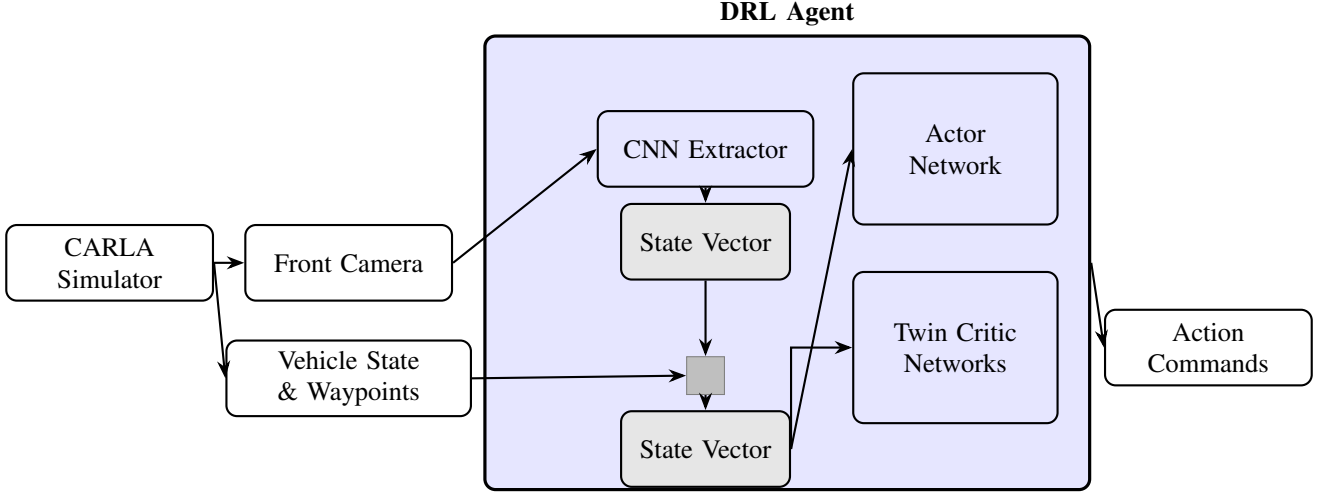 DRL Agent
CNN Extractor
Actor
Network
State Vector
CARLA
Simulator
Front Camera
Vehicle State
& Waypoints
Twin Critic
Networks
Action
Commands
State Vector